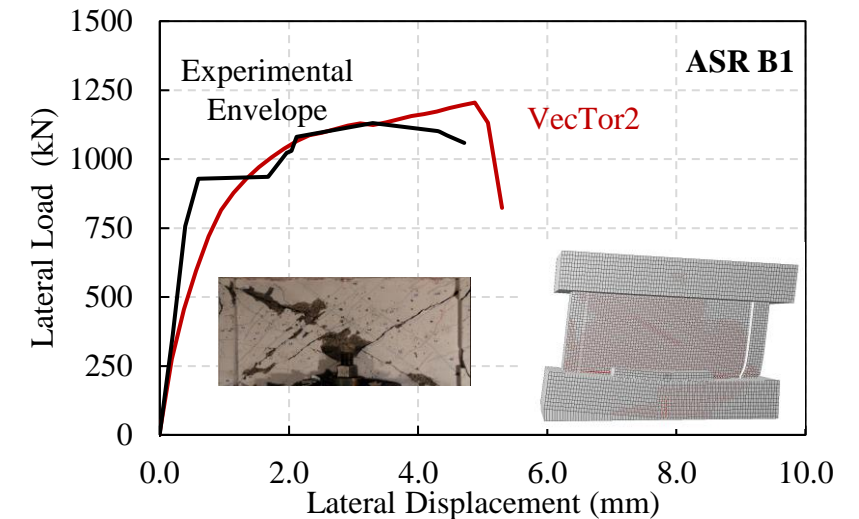 1500
1250
1000
750
500
250
0
Lateral Load (kN)
Experimental
Envelope
ASR B1
VecTor2
0.0 2.0 4.0 6.0 8.0 10.0
Lateral Displacement (mm)